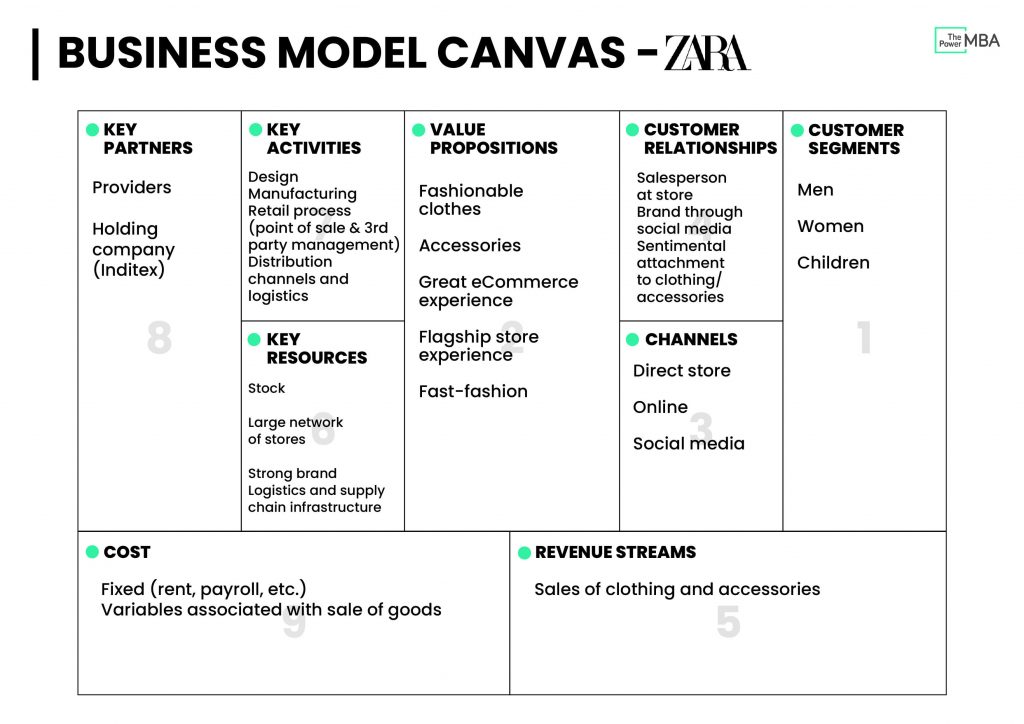 BUSINESS MODEL CANVAS - ZARA
The
Power MBA
KEY
PARTNERS
Providers
Holding
company
(Inditex)
8
KEY
ACTIVITIES
Design
Manufacturing
Retail process
(point of sale & 3rd
party management)
Distribution
channels and
logistics
7
KEY
RESOURCES
Stock
Large network
of stores
Strong brand
Logistics and supply
chain infrastructure
6
VALUE
PROPOSITIONS
Fashionable
clothes
Accessories
Great eCommerce
experience
Flagship store
experience
Fast-fashion
2
CUSTOMER
RELATIONSHIPS
Salesperson
at store
Brand through
social media
Sentimental
attachment
to clothing/
accessories
4
CHANNELS
Direct store
Online
Social media
3
CUSTOMER
SEGMENTS
Men
Women
Children
1
COST
Fixed (rent, payroll, etc.)
Variables associated with sale of goods
9
REVENUE STREAMS
Sales of clothing and accessories
5